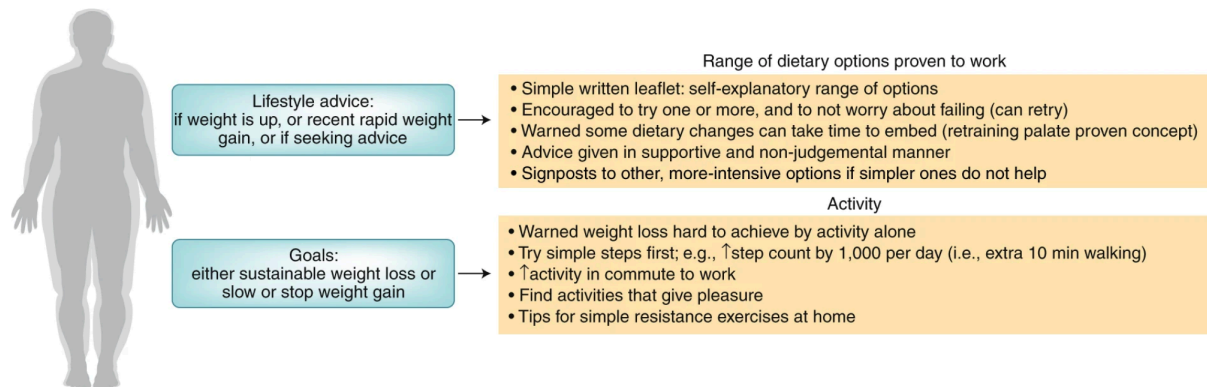 Lifestyle advice:
if weight is up, or recent rapid weight
gain, or if seeking advice
Range of dietary options proven to work
• Simple written leaflet: self-explanatory range of options
• Encouraged to try one or more, and to not worry about failing (can retry)
• Warned some dietary changes can take time to embed (retraining palate proven concept)
• Advice given in supportive and non-judgemental manner
• Signposts to other, more-intensive options if simpler ones do not help
Goals:
either sustainable weight loss or
slow or stop weight gain
Activity
• Warned weight loss hard to achieve by activity alone
• Try simple steps first; e.g., ↑step count by 1,000 per day (i.e., extra 10 min walking)
• ↑activity in commute to work
• Find activities that give pleasure
• Tips for simple resistance exercises at home